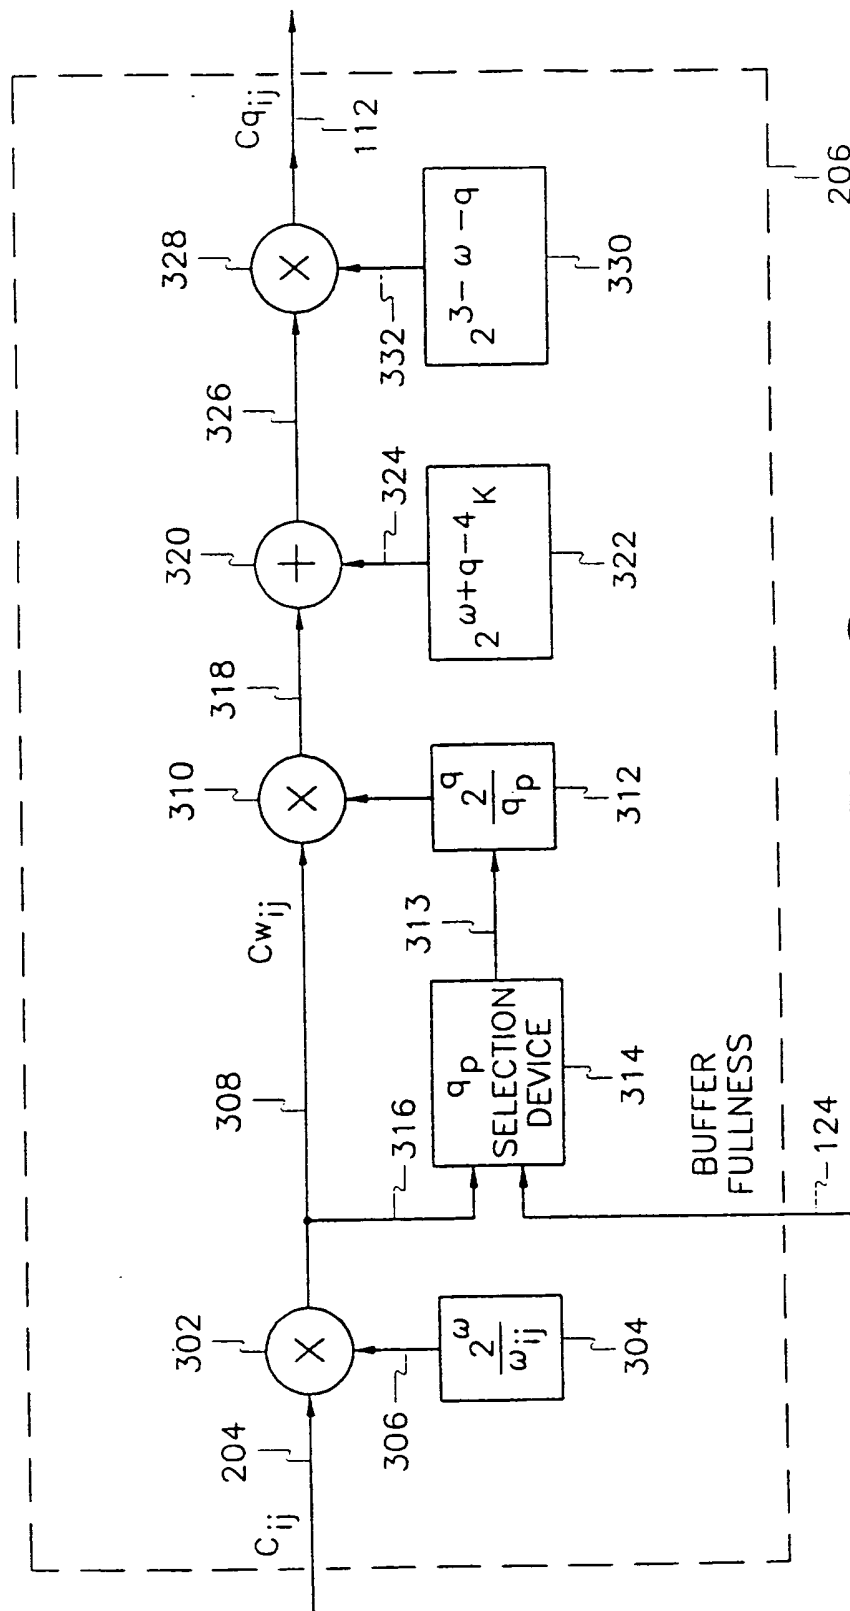 C_ij
204
302
306
2^ω / ω_ij
304
308
Cw_ij
316
q_p
SELECTION
DEVICE
314
313
BUFFER
FULLNESS
124
310
2^q / q_p
312
318
320
324
2^(ω+q-4) K
322
326
328
332
2^(3-ω-q)
330
Cq_ij
112
206